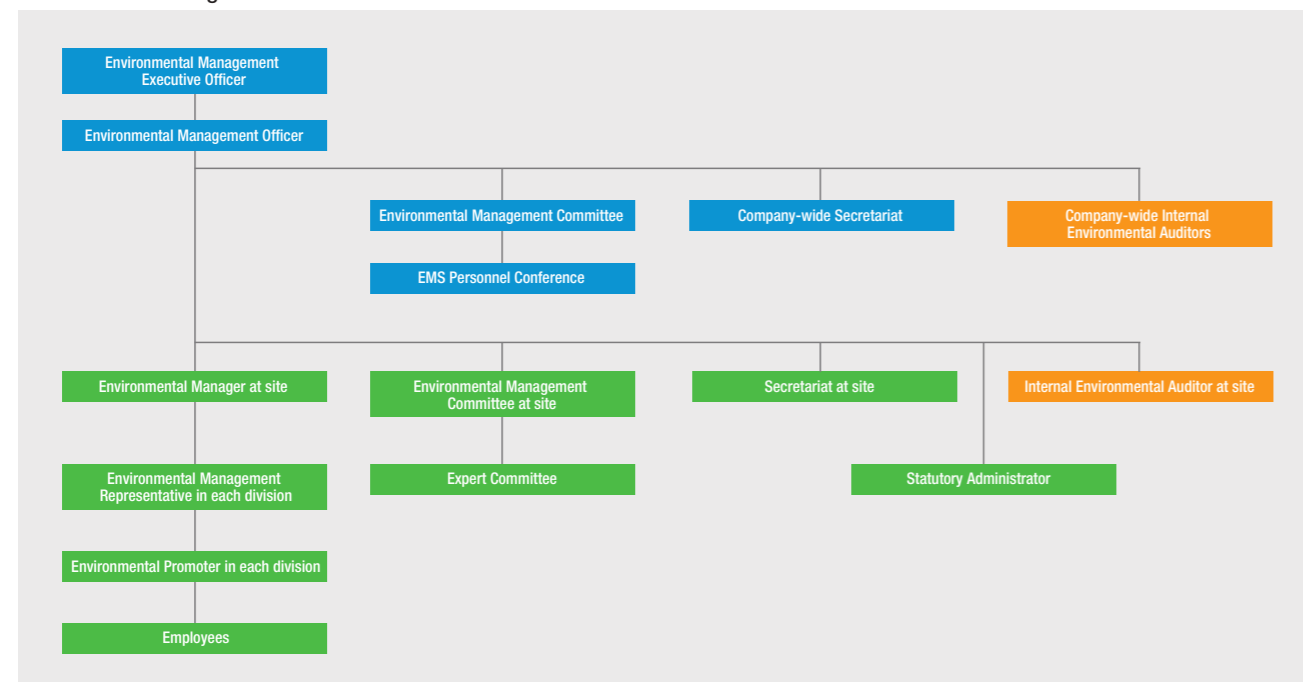 Environmental Management
Executive Officer
Environmental Management Officer
Environmental Management Committee
Company-wide Secretariat
Company-wide Internal
Environmental Auditors
EMS Personnel Conference
Environmental Manager at site
Environmental Management
Committee at site
Secretariat at site
Internal Environmental Auditor at site
Environmental Management
Representative in each division
Expert Committee
Statutory Administrator
Environmental Promoter in each division
Employees